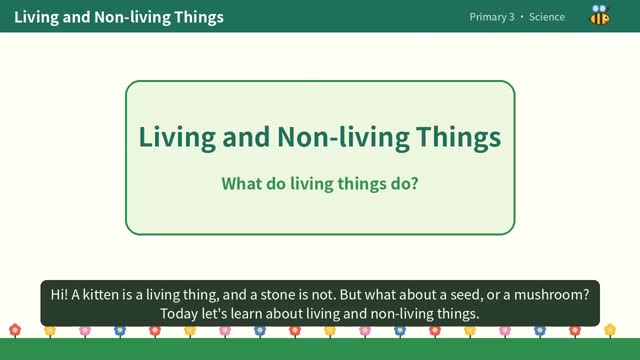 Living and Non-living Things
Primary 3 • Science
Living and Non-living Things
What do living things do?
Hi! A kitten is a living thing, and a stone is not. But what about a seed, or a mushroom?
Today let's learn about living and non-living things.